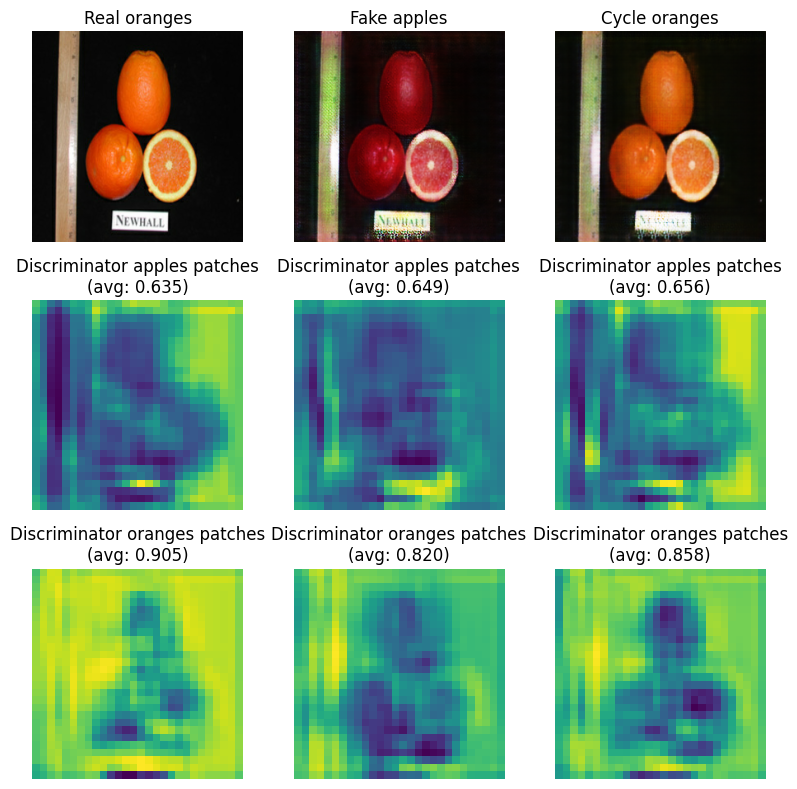 Real oranges
Fake apples
Cycle oranges
NEWHALL
NEWHALL
NEWHALL
Discriminator apples patches
(avg: 0.635)
Discriminator apples patches
(avg: 0.649)
Discriminator apples patches
(avg: 0.656)
Discriminator oranges patches
(avg: 0.905)
Discriminator oranges patches
(avg: 0.820)
Discriminator oranges patches
(avg: 0.858)